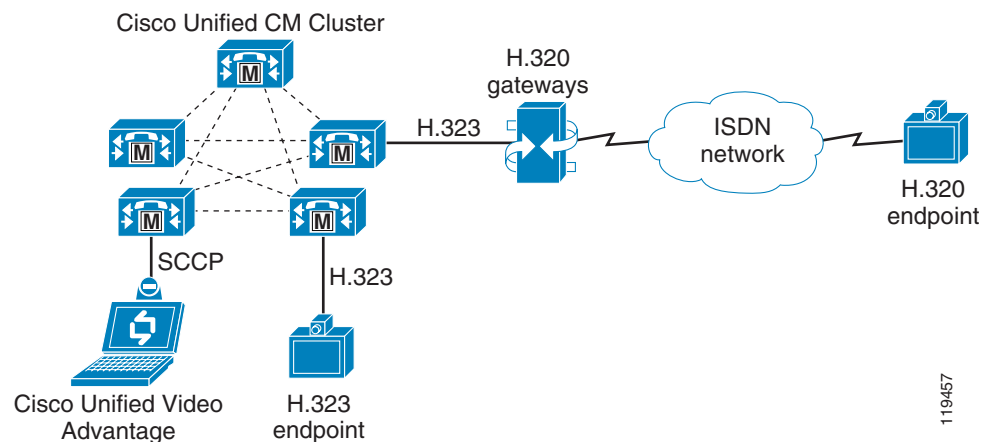 Cisco Unified CM Cluster
M
H.320
gateways
M
M
H.323
ISDN
network
H.320
endpoint
M
M
SCCP
H.323
Cisco Unified Video
Advantage
H.323
endpoint
119457